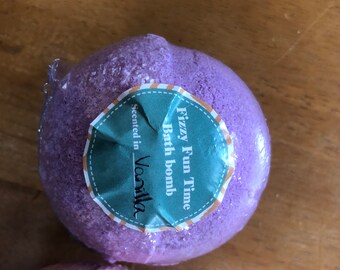 Fizzy Fun Time
Bath bomb
scented in Vanilla